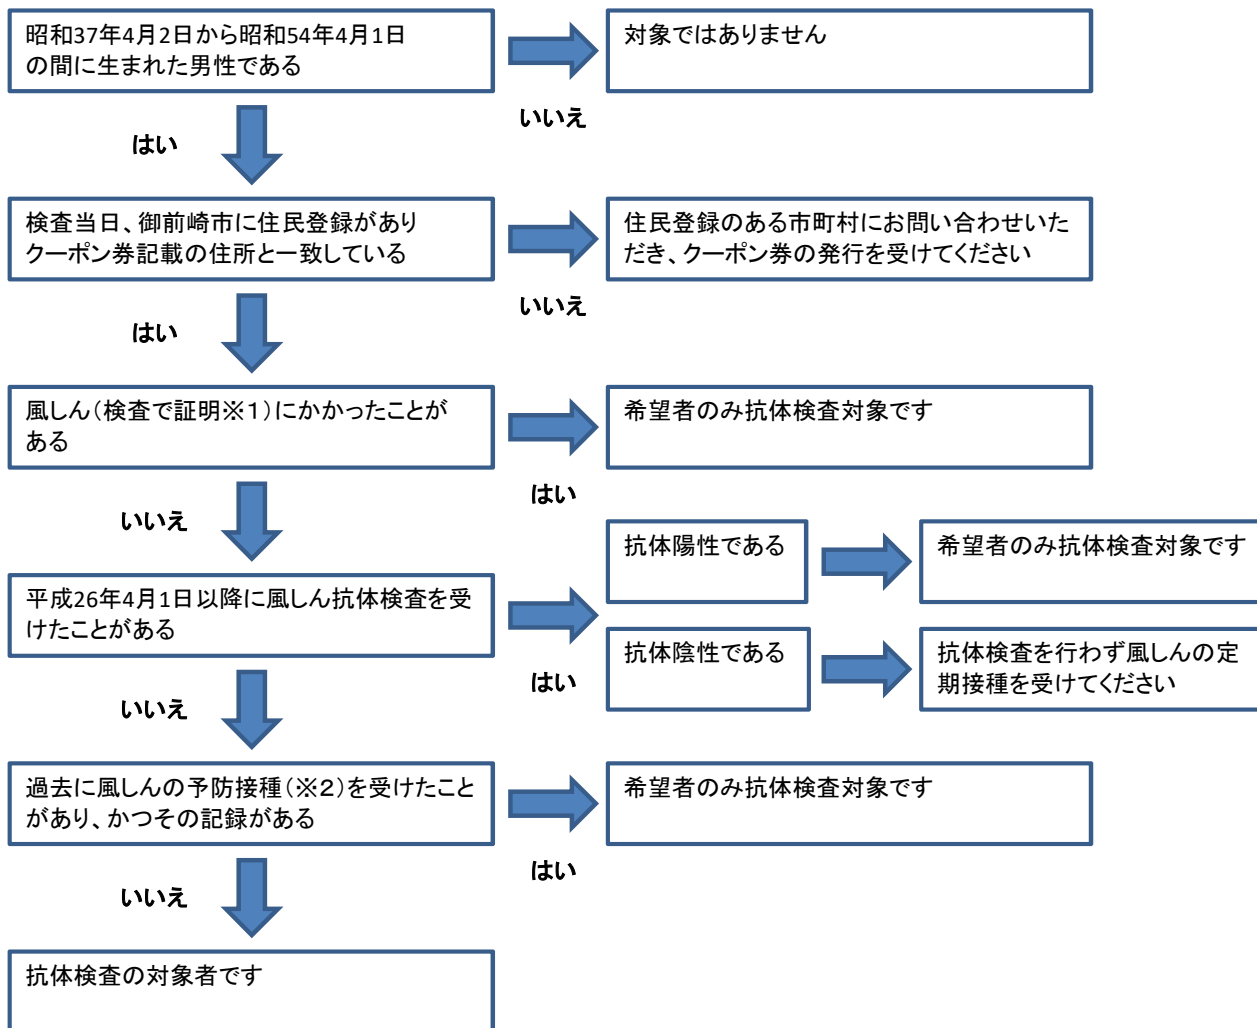 昭和37年4月2日から昭和54年4月1日
の間に生まれた男性である
対象ではありません
いいえ
はい
検査当日、御前崎市に住民登録があり
クーポン券記載の住所と一致している
住民登録のある市町村にお問い合わせいた
だき、クーポン券の発行を受けてください
いいえ
はい
風しん(検査で証明※1)にかかったことが
ある
希望者のみ抗体検査対象です
はい
いいえ
抗体陽性である
希望者のみ抗体検査対象です
平成26年4月1日以降に風しん抗体検査を受
けたことがある
抗体陰性である
抗体検査を行わず風しんの定
期接種を受けてください
はい
いいえ
過去に風しんの予防接種(※2)を受けたこと
があり、かつその記録がある
希望者のみ抗体検査対象です
はい
いいえ
抗体検査の対象者です